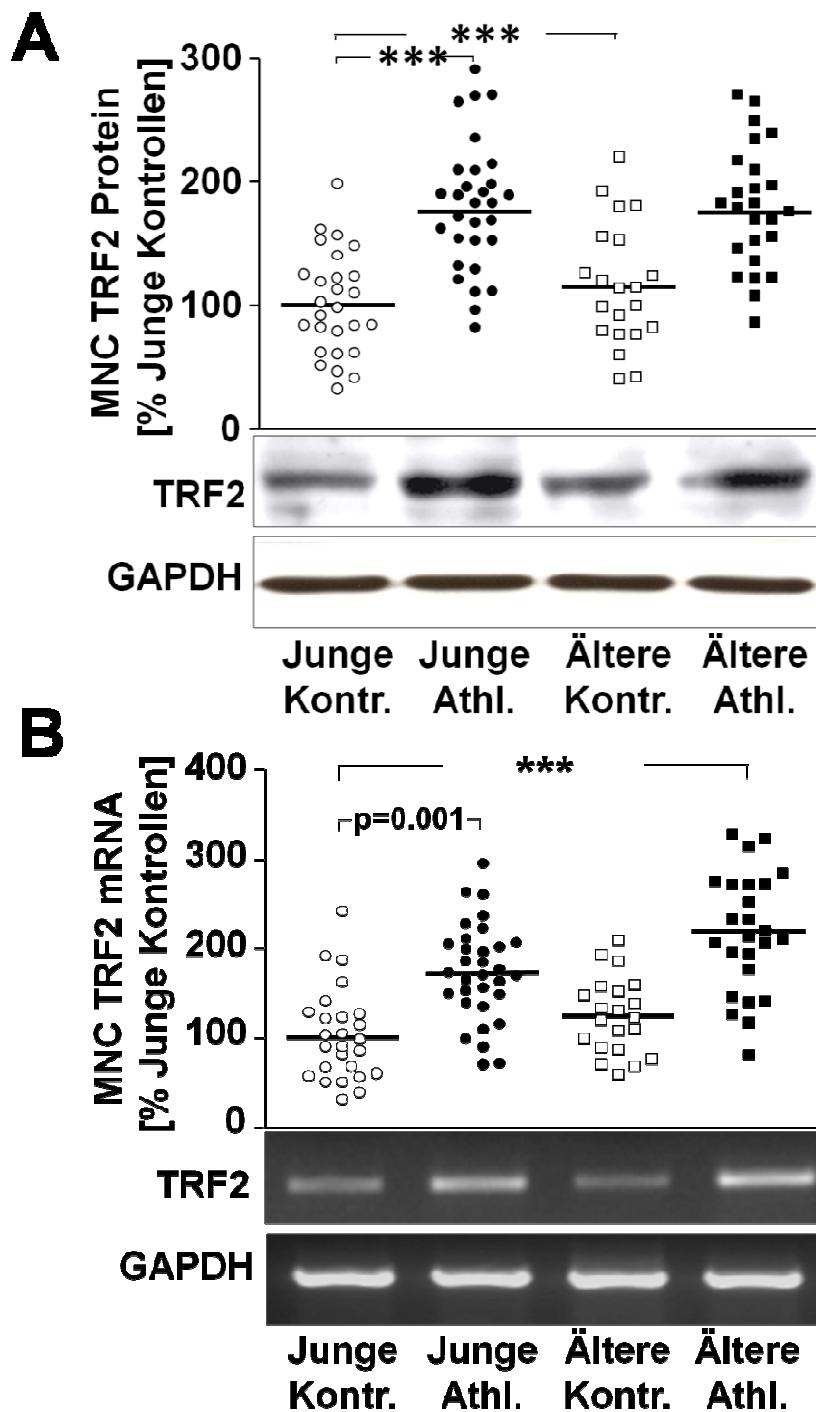 A
***
***
300
200
100
0
MNC TRF2 Protein
[% Junge Kontrollen]
TRF2
GAPDH
Junge Junge Ältere Ältere
Kontr. Athl. Kontr. Athl.
B
***
p=0.001
400
300
200
100
0
MNC TRF2 mRNA
[% Junge Kontrollen]
TRF2
GAPDH
Junge Junge Ältere Ältere
Kontr. Athl. Kontr. Athl.